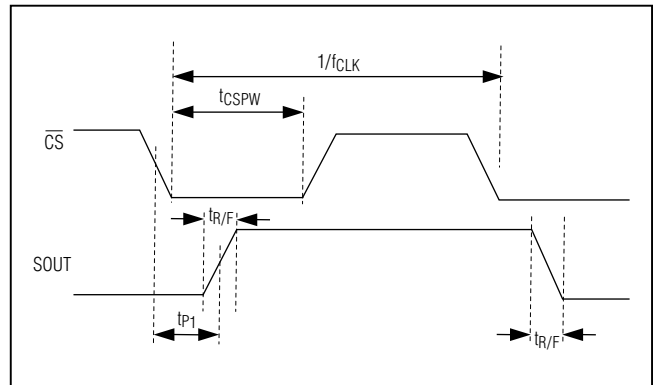 1/fCLK
tCSPW
CS
tR/F
SOUT
tP1
tR/F